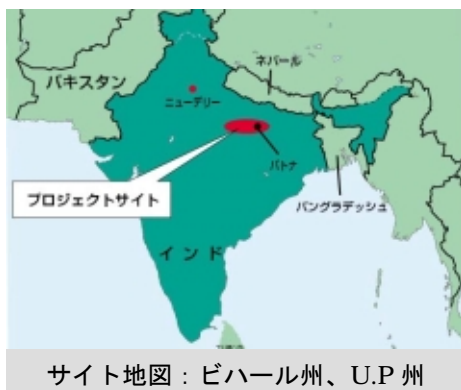 ネパール
パキスタン
ニューデリー
パトナ
プロジェクトサイト
バングラデッシュ
インド
サイト地図：ビハール州、U.P 州